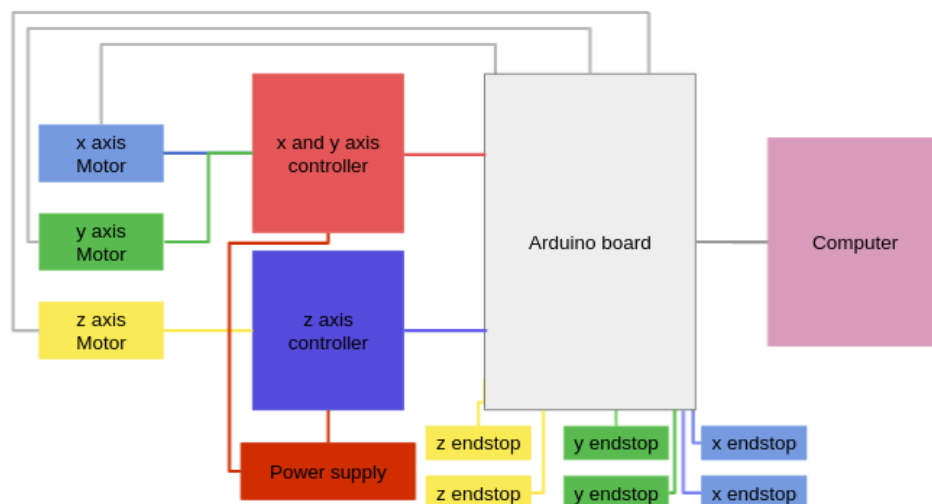 x axis
Motor
x and y axis
controller
y axis
Motor
Arduino board
Computer
z axis
Motor
z axis
controller
Power supply
z endstop
y endstop
x endstop
z endstop
y endstop
x endstop